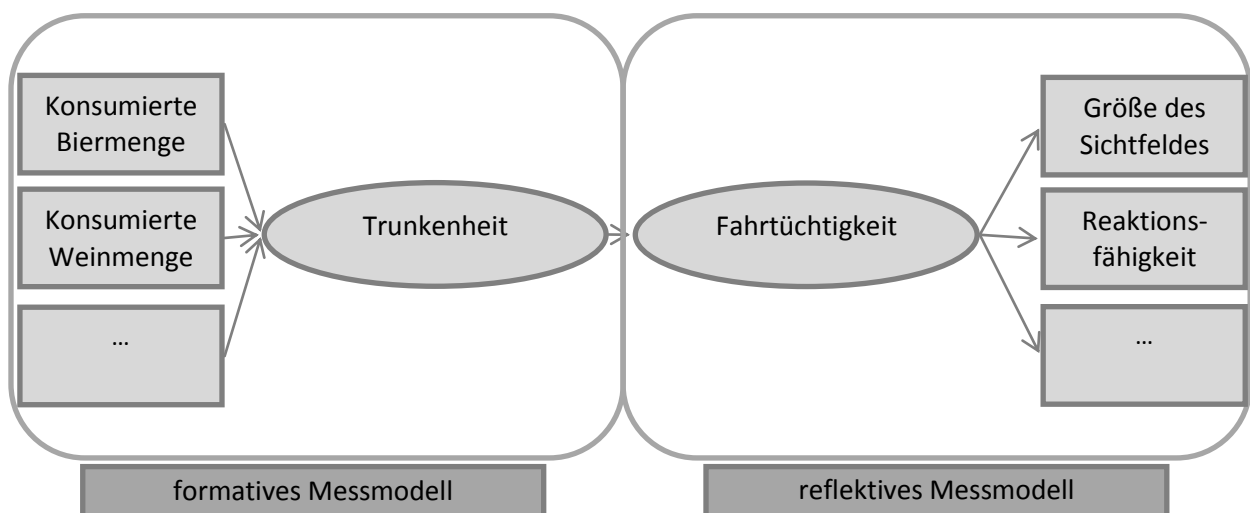 Konsumierte
Biermenge
Konsumierte
Weinmenge
...
Trunkenheit
Fahrtüchtigkeit
Größe des
Sichtfeldes
Reaktions-
fähigkeit
...
formatives Messmodell
reflektives Messmodell